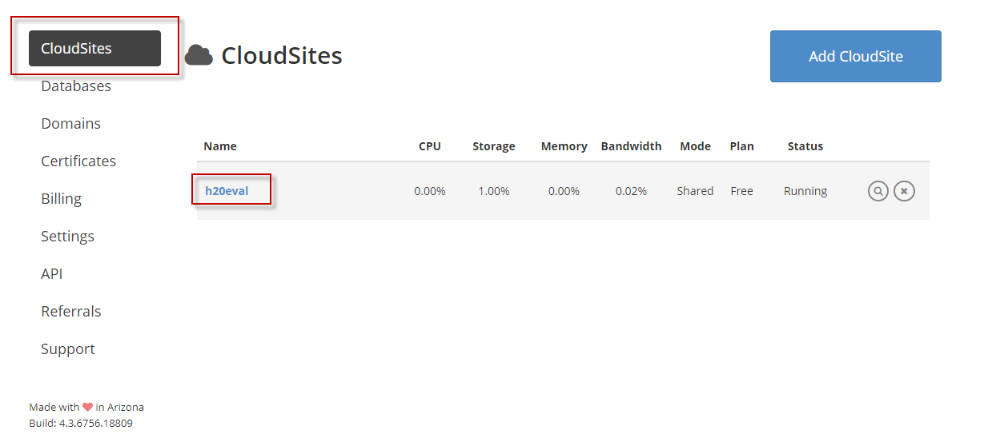 CloudSites
Databases
Domains
Certificates
Billing
Settings
API
Referrals
Support
Made with ❤ in Arizona
Build: 4.3.6756.18809
CloudSites
Add CloudSite
Name CPU Storage Memory Bandwidth Mode Plan Status
h20eval 0.00% 1.00% 0.00% 0.02% Shared Free Running